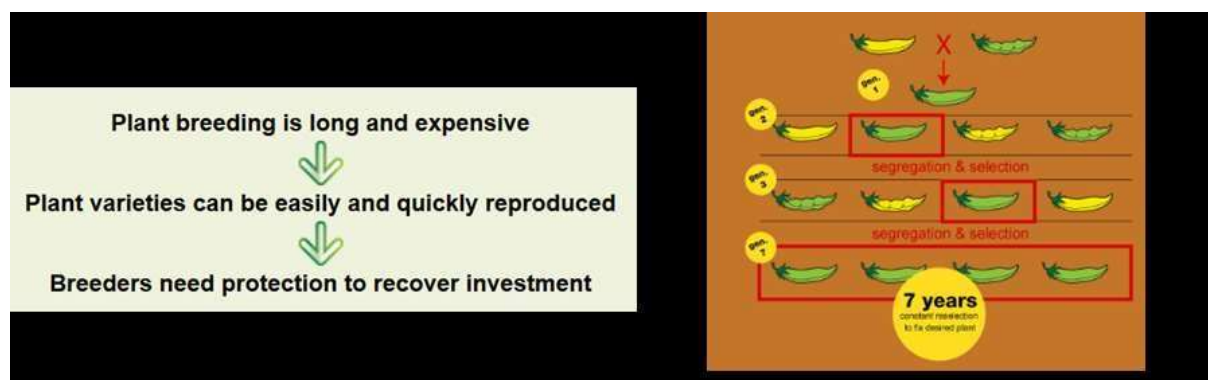 Plant breeding is long and expensive
Plant varieties can be easily and quickly reproduced
Breeders need protection to recover investment
X
gen.
1
gen.
2
segregation & selection
gen.
3
segregation & selection
gen.
7
7 years
constant reselection
to fix desired plant